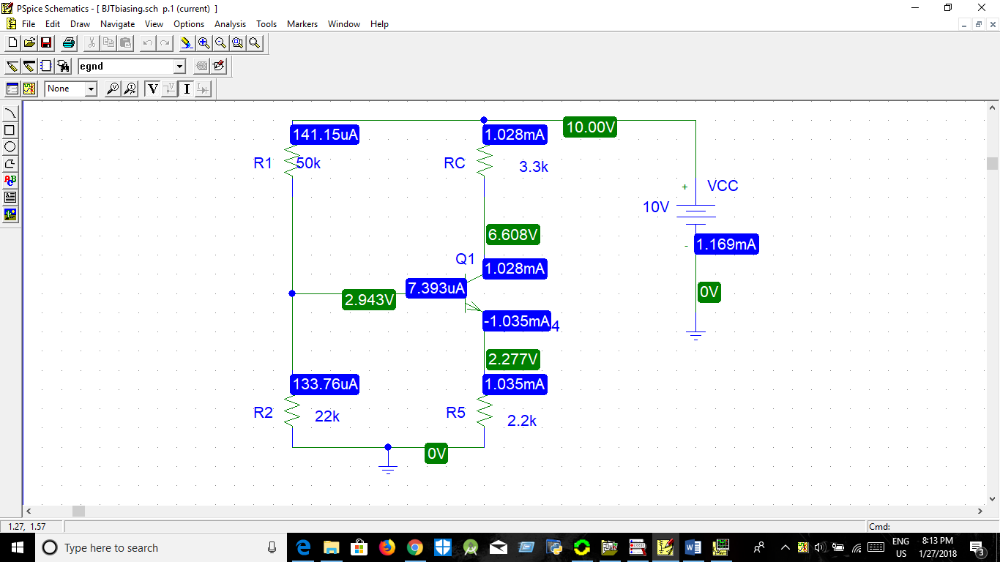 PSpice Schematics - [ BJTbiasing.sch  p.1 (current)  ]
File Edit Draw Navigate View Options Analysis Tools Markers Window Help
egnd
None V V I I
ABC
10.00V
141.15uA 1.028mA
R1 50k RC 3.3k
+ VCC
10V
6.608V
- 1.169mA
Q1
1.028mA
7.393uA
2.943V 0V
-1.035mA 4
2.277V
133.76uA 1.035mA
R2 22k R5 2.2k
0V
1.27, 1.57 Cmd:
Type here to search
ENG 8:13 PM
US 1/27/2018 3